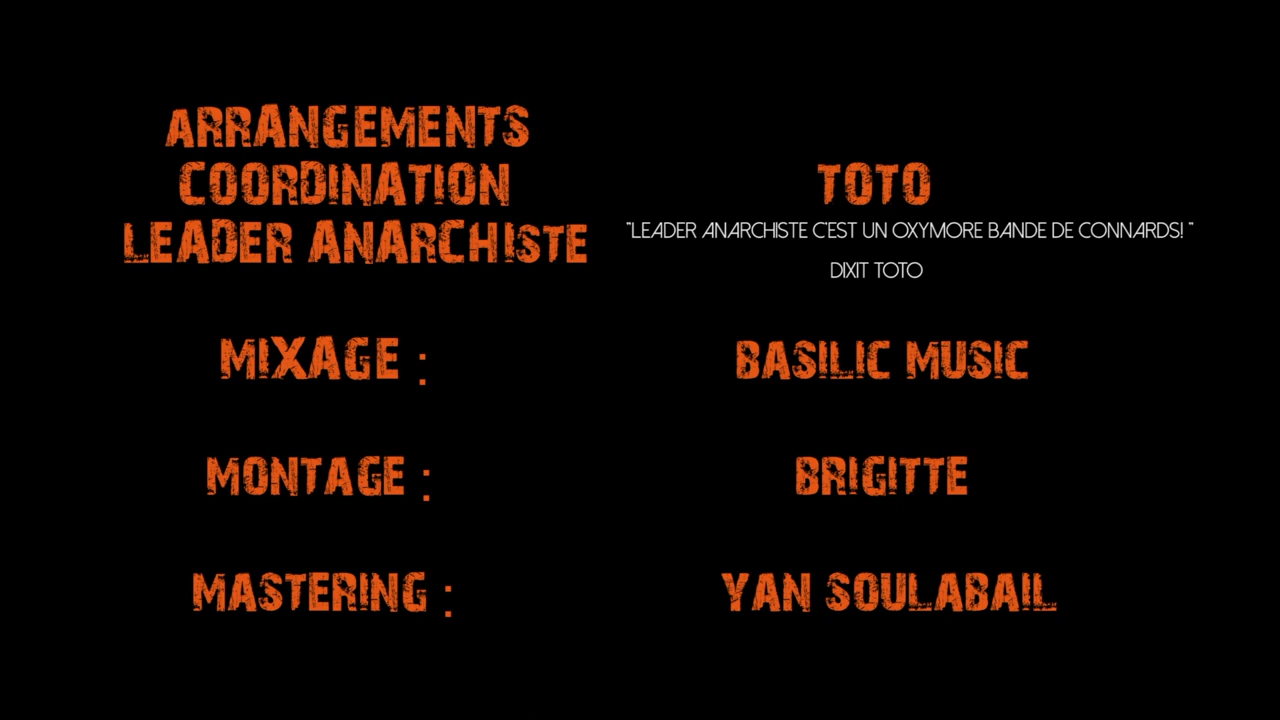 ARRANGEMENTS
COORDINATION
LEADER ANARCHISTE
TOTO
"LEADER ANARCHISTE C'EST UN OXYMORE BANDE DE CONNARDS! "
DIXIT TOTO
MIXAGE : BASILIC MUSIC
MONTAGE : BRIGITTE
MASTERING : YAN SOULABAIL